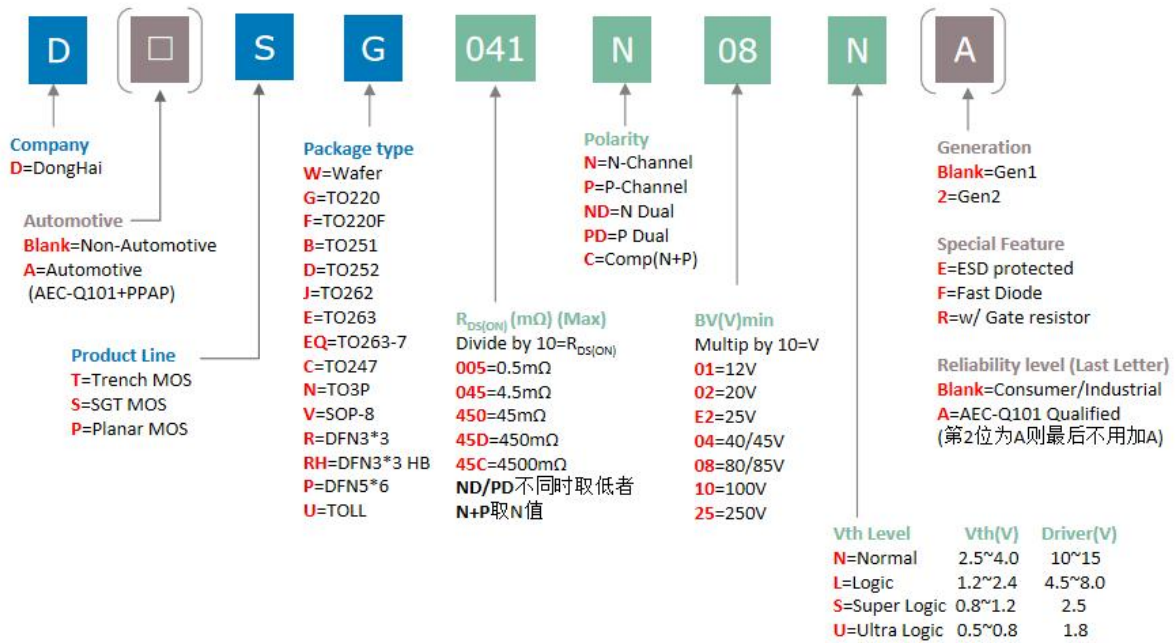 D □ S G 041 N 08 N A
Company
D=DongHai
Automotive
Blank=Non-Automotive
A=Automotive
(AEC-Q101+PPAP)
Product Line
T=Trench MOS
S=SGT MOS
P=Planar MOS
Package type
W=Wafer
G=TO220
F=TO220F
B=TO251
D=TO252
J=TO262
E=TO263
EQ=TO263-7
C=TO247
N=TO3P
V=SOP-8
R=DFN3*3
RH=DFN3*3 HB
P=DFN5*6
U=TOLL
RDS(ON) (mΩ) (Max)
Divide by 10=RDS(ON)
005=0.5mΩ
045=4.5mΩ
450=45mΩ
45D=450mΩ
45C=4500mΩ
ND/PD不同时取低者
N+P取N值
Polarity
N=N-Channel
P=P-Channel
ND=N Dual
PD=P Dual
C=Comp(N+P)
BV(V)min
Multip by 10=V
01=12V
02=20V
E2=25V
04=40/45V
08=80/85V
10=100V
25=250V
Generation
Blank=Gen1
2=Gen2
Special Feature
E=ESD protected
F=Fast Diode
R=w/ Gate resistor
Reliability level (Last Letter)
Blank=Consumer/Industrial
A=AEC-Q101 Qualified
(第2位为A则最后不用加A)
Vth Level Vth(V) Driver(V)
N=Normal 2.5~4.0 10~15
L=Logic 1.2~2.4 4.5~8.0
S=Super Logic 0.8~1.2 2.5
U=Ultra Logic 0.5~0.8 1.8